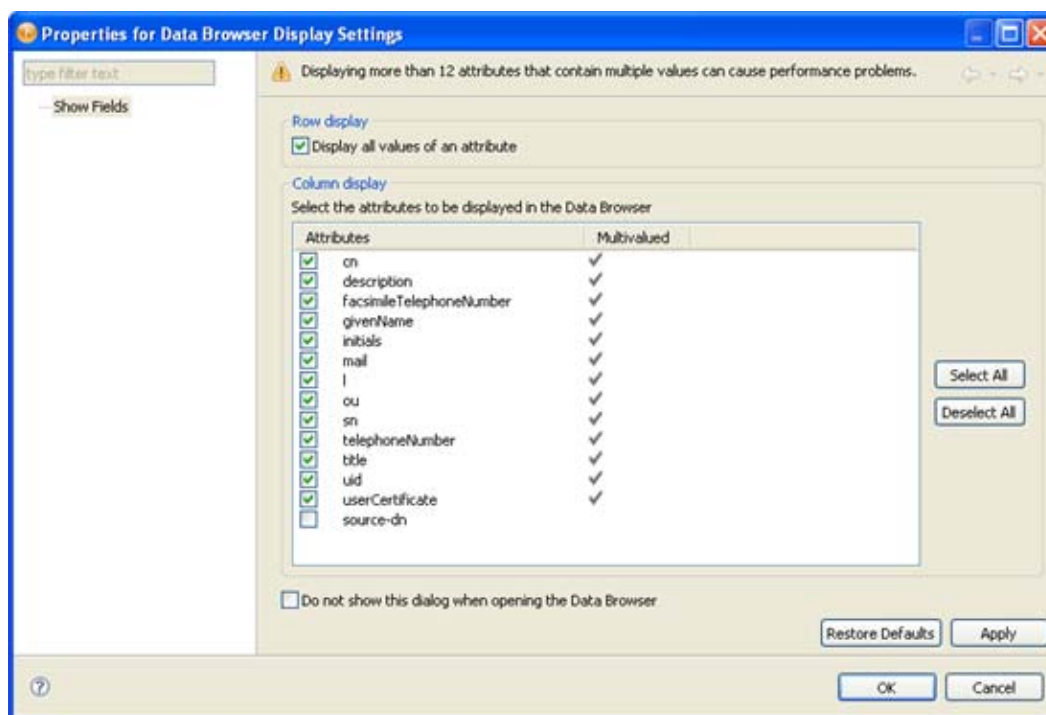 Properties for Data Browser Display Settings
type filter text
Displaying more than 12 attributes that contain multiple values can cause performance problems.
Show Fields
Row display
Display all values of an attribute
Column display
Select the attributes to be displayed in the Data Browser
Attributes Multivalued
cn
description
facsimileTelephoneNumber
givenName
initials
mail
l
ou
sn
telephoneNumber
title
uid
userCertificate
source-dn
Select All
Deselect All
Do not show this dialog when opening the Data Browser
Restore Defaults Apply
? OK Cancel